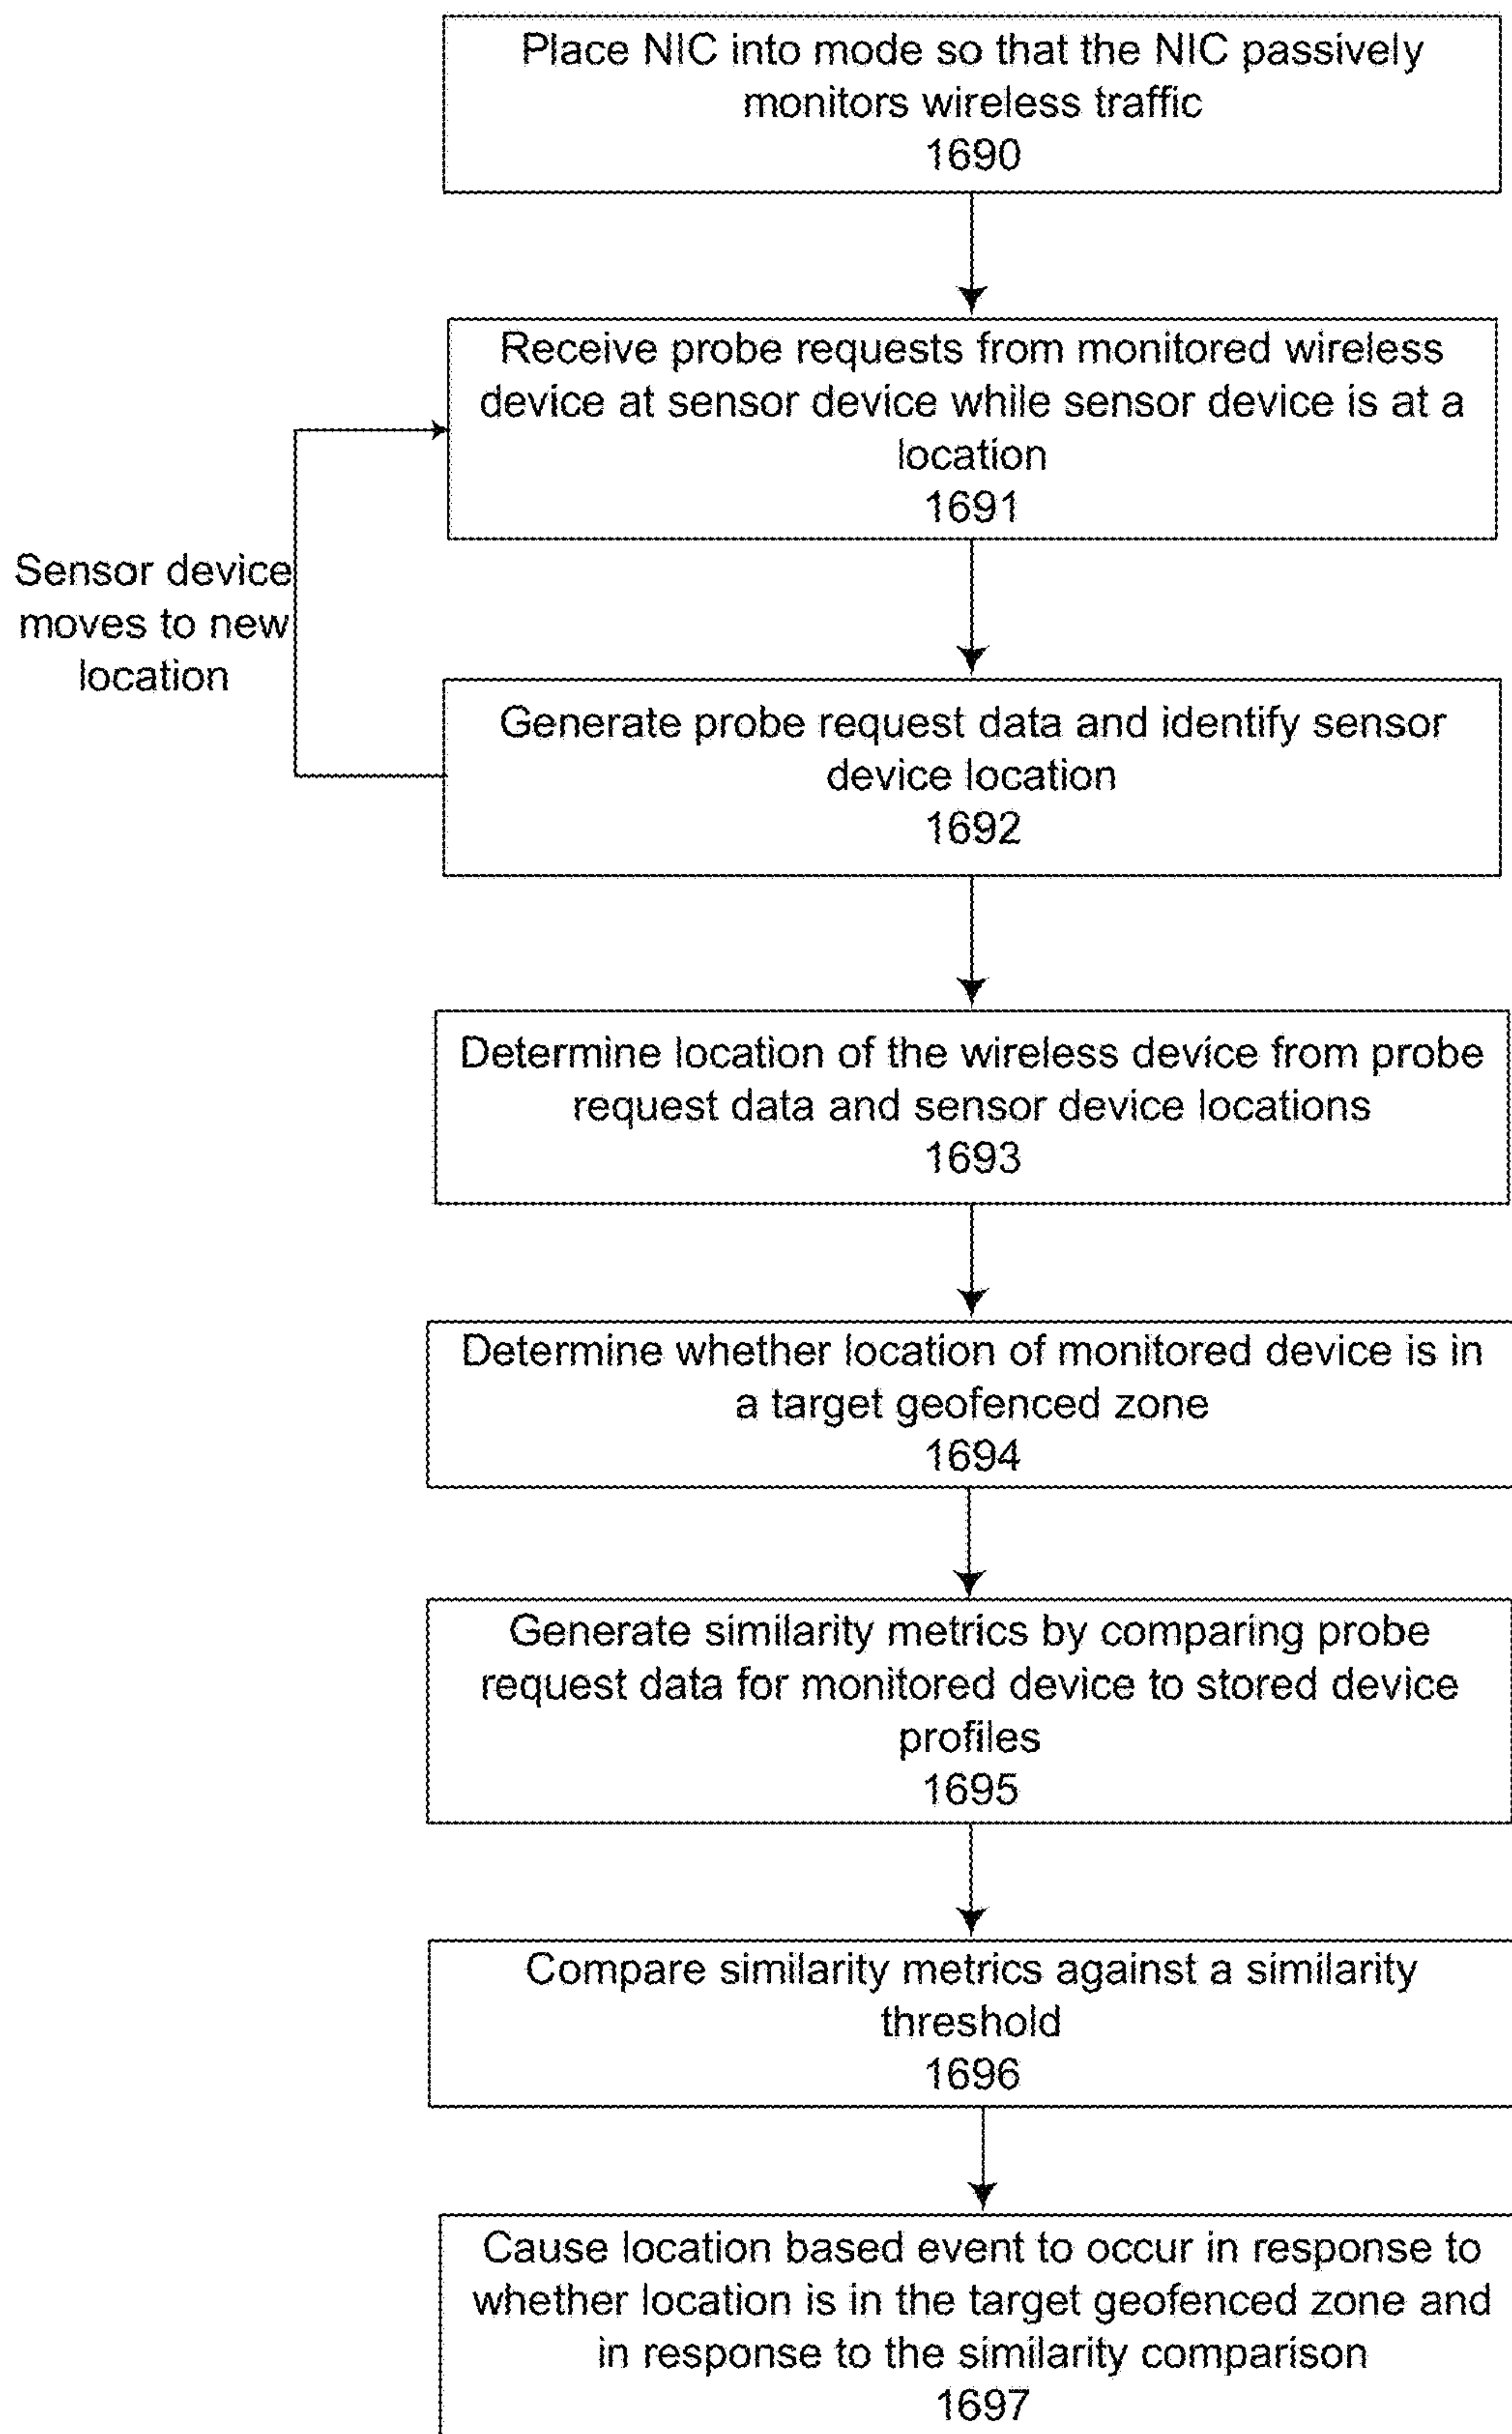 Place NIC into mode so that the NIC passively
monitors wireless traffic
1690
Receive probe requests from monitored wireless
device at sensor device while sensor device is at a
location
1691
Sensor device
moves to new
location
Generate probe request data and identify sensor
device location
1692
Determine location of the wireless device from probe
request data and sensor device locations
1693
Determine whether location of monitored device is in
a target geofenced zone
1694
Generate similarity metrics by comparing probe
request data for monitored device to stored device
profiles
1695
Compare similarity metrics against a similarity
threshold
1696
Cause location based event to occur in response to
whether location is in the target geofenced zone and
in response to the similarity comparison
1697